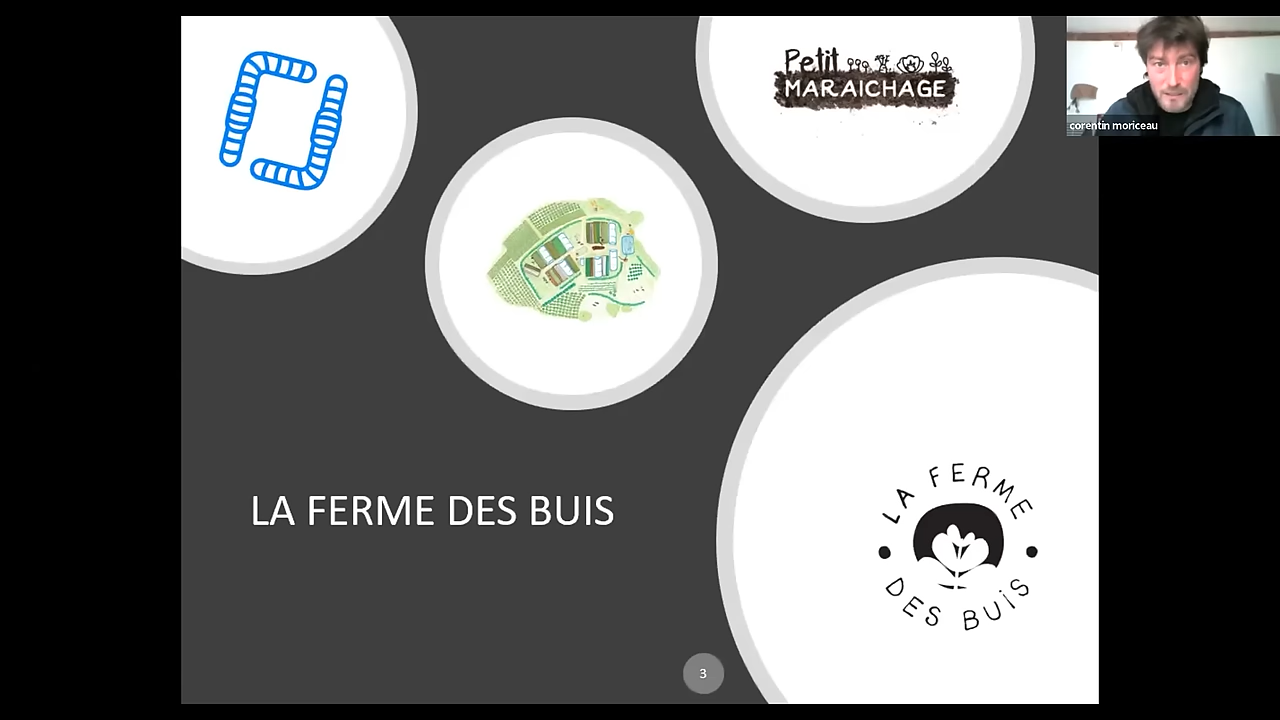 Petit
MARAICHAGE
corentin moriceau
LA FERME DES BUIS
LA FERME
DES BUIS
3